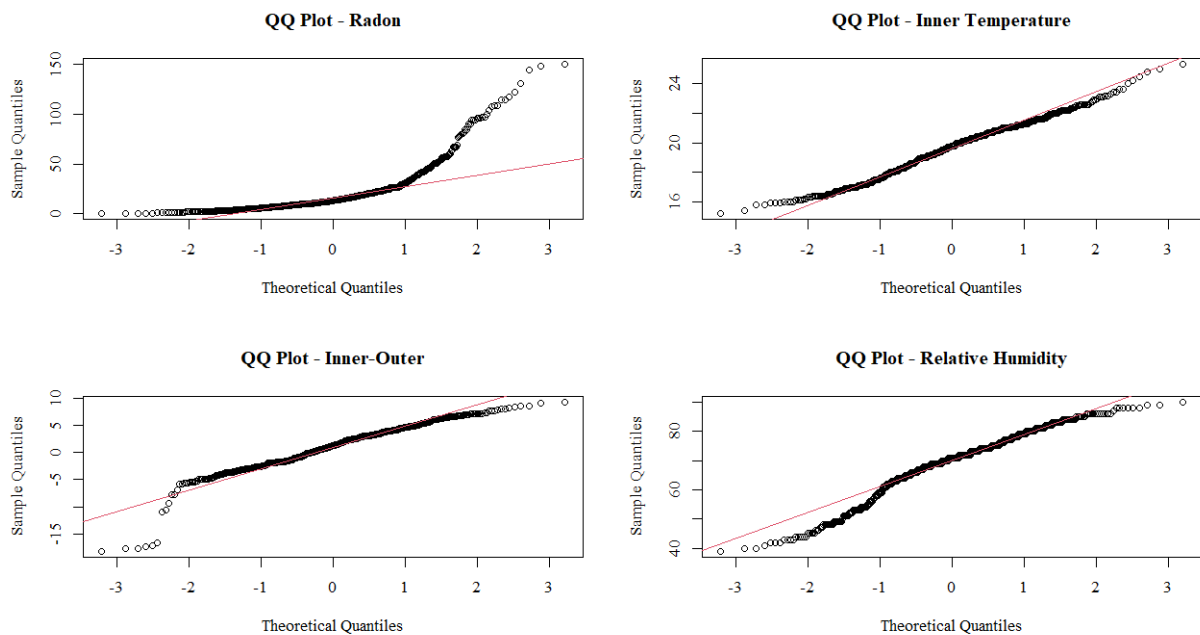 QQ Plot - Radon
Sample Quantiles
150
100
50
0
-3 -2 -1 0 1 2 3
Theoretical Quantiles
QQ Plot - Inner Temperature
Sample Quantiles
24
20
16
-3 -2 -1 0 1 2 3
Theoretical Quantiles
QQ Plot - Inner-Outer
Sample Quantiles
10
5
0
-5
-15
-3 -2 -1 0 1 2 3
Theoretical Quantiles
QQ Plot - Relative Humidity
Sample Quantiles
80
60
40
-3 -2 -1 0 1 2 3
Theoretical Quantiles